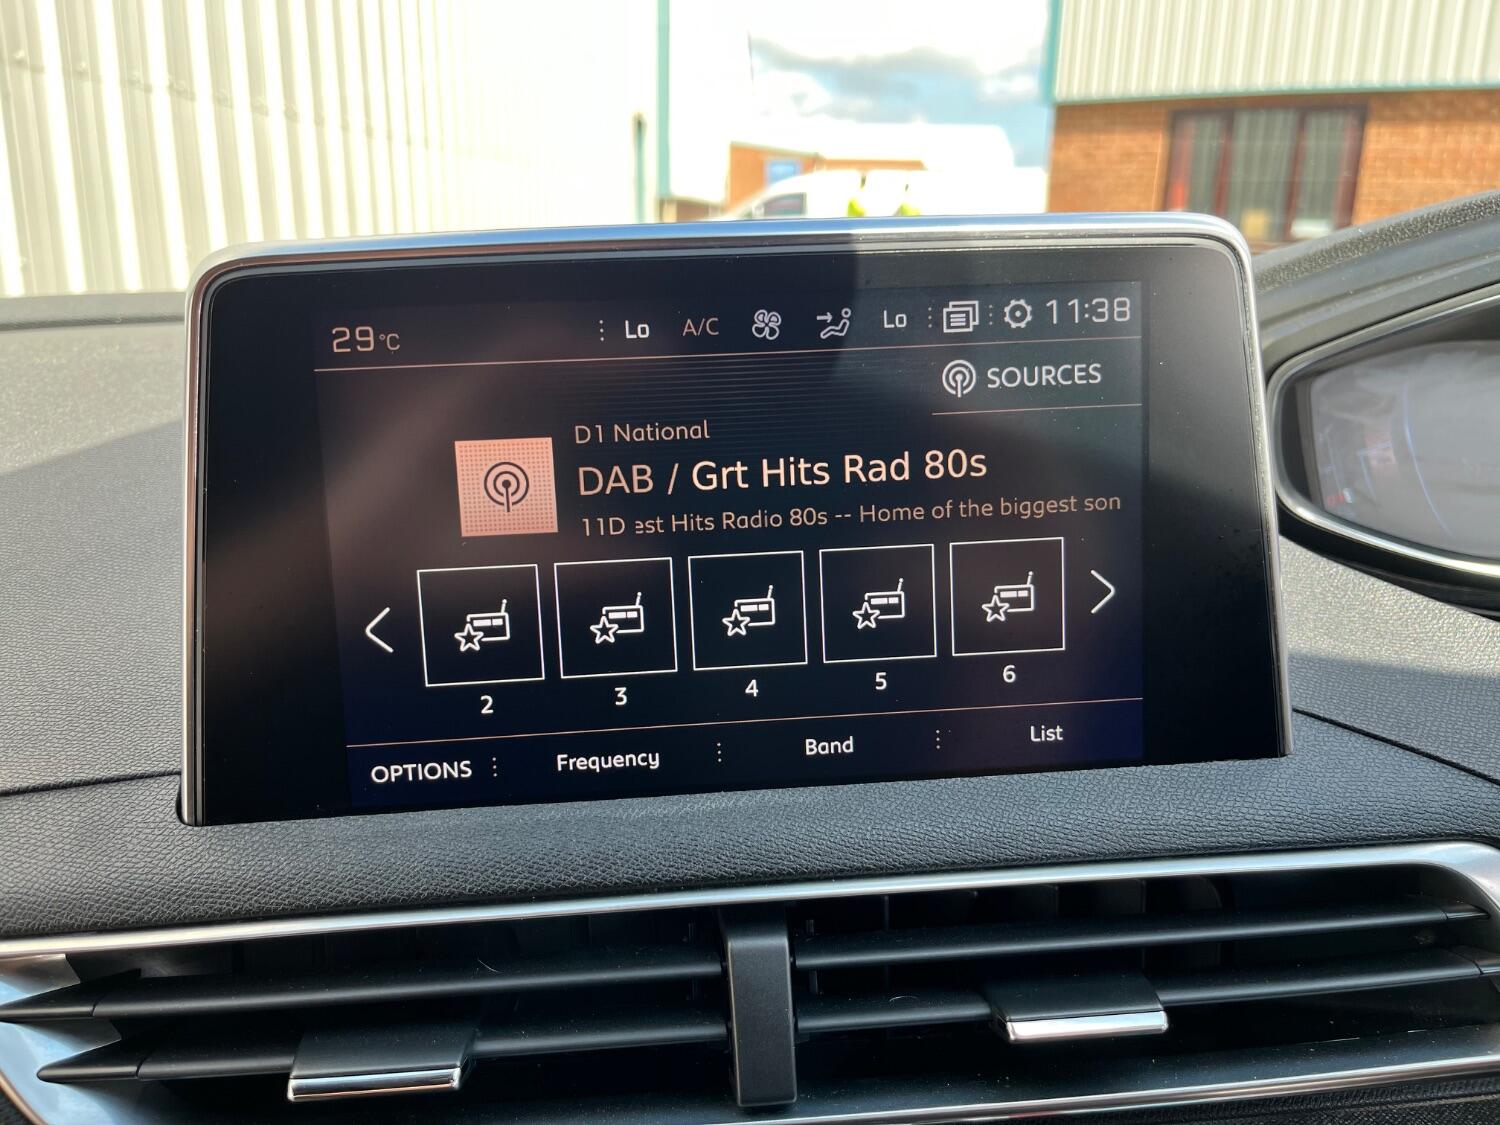 29°C Lo A/C Lo 11:38
SOURCES
D1 National
DAB / Grt Hits Rad 80s
11D est Hits Radio 80s -- Home of the biggest son
2 3 4 5 6
OPTIONS Frequency Band List